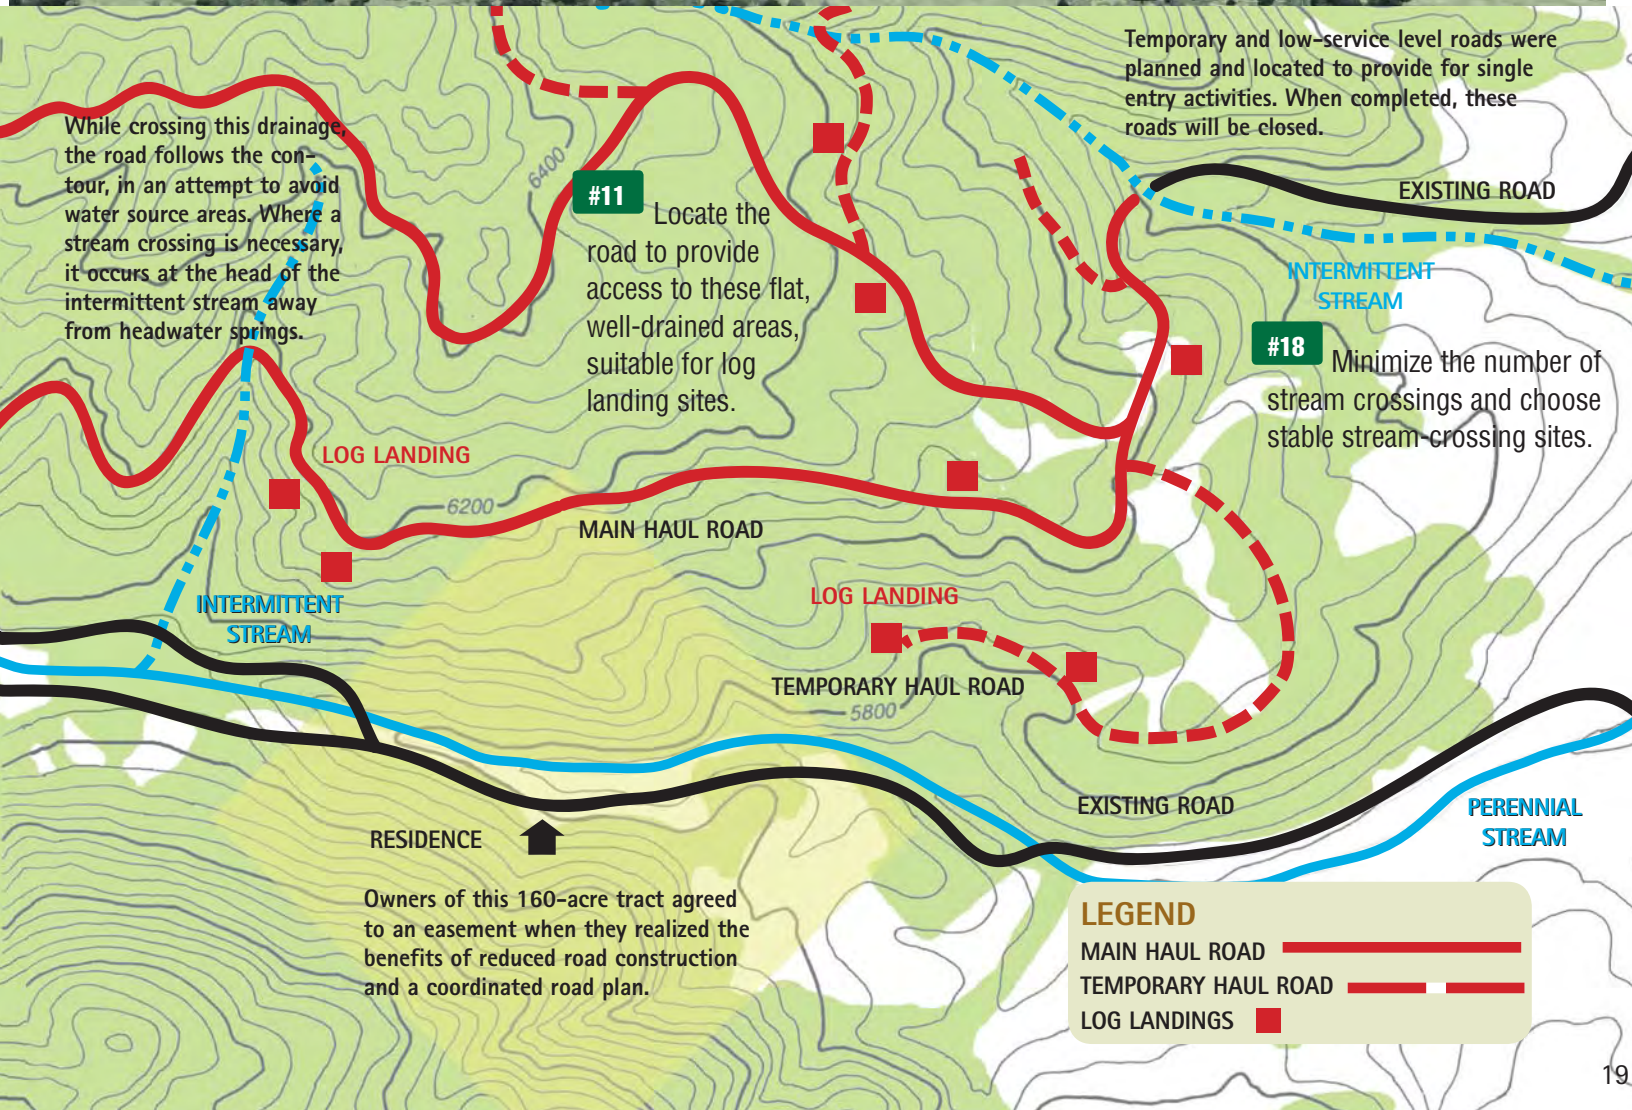 Temporary and low-service level roads were
planned and located to provide for single
entry activities. When completed, these
roads will be closed.
While crossing this drainage,
the road follows the con-
tour, in an attempt to avoid
water source areas. Where a
stream crossing is necessary,
it occurs at the head of the
intermittent stream away
from headwater springs.
6400
#11
Locate the
road to provide
access to these flat,
well-drained areas,
suitable for log
landing sites.
EXISTING ROAD
INTERMITTENT
STREAM
#18
Minimize the number of
stream crossings and choose
stable stream-crossing sites.
LOG LANDING
6200
MAIN HAUL ROAD
INTERMITTENT
STREAM
LOG LANDING
TEMPORARY HAUL ROAD
5800
EXISTING ROAD
PERENNIAL
STREAM
RESIDENCE
Owners of this 160-acre tract agreed
to an easement when they realized the
benefits of reduced road construction
and a coordinated road plan.
LEGEND
MAIN HAUL ROAD
TEMPORARY HAUL ROAD
LOG LANDINGS
19